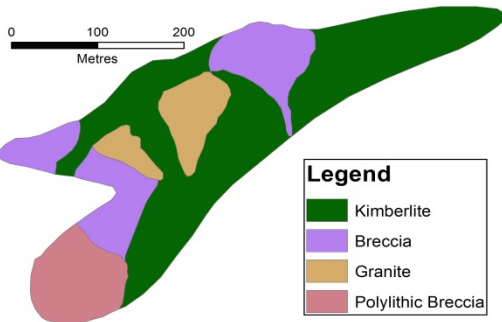 0 100 200
Metres
Legend
Kimberlite
Breccia
Granite
Polylithic Breccia